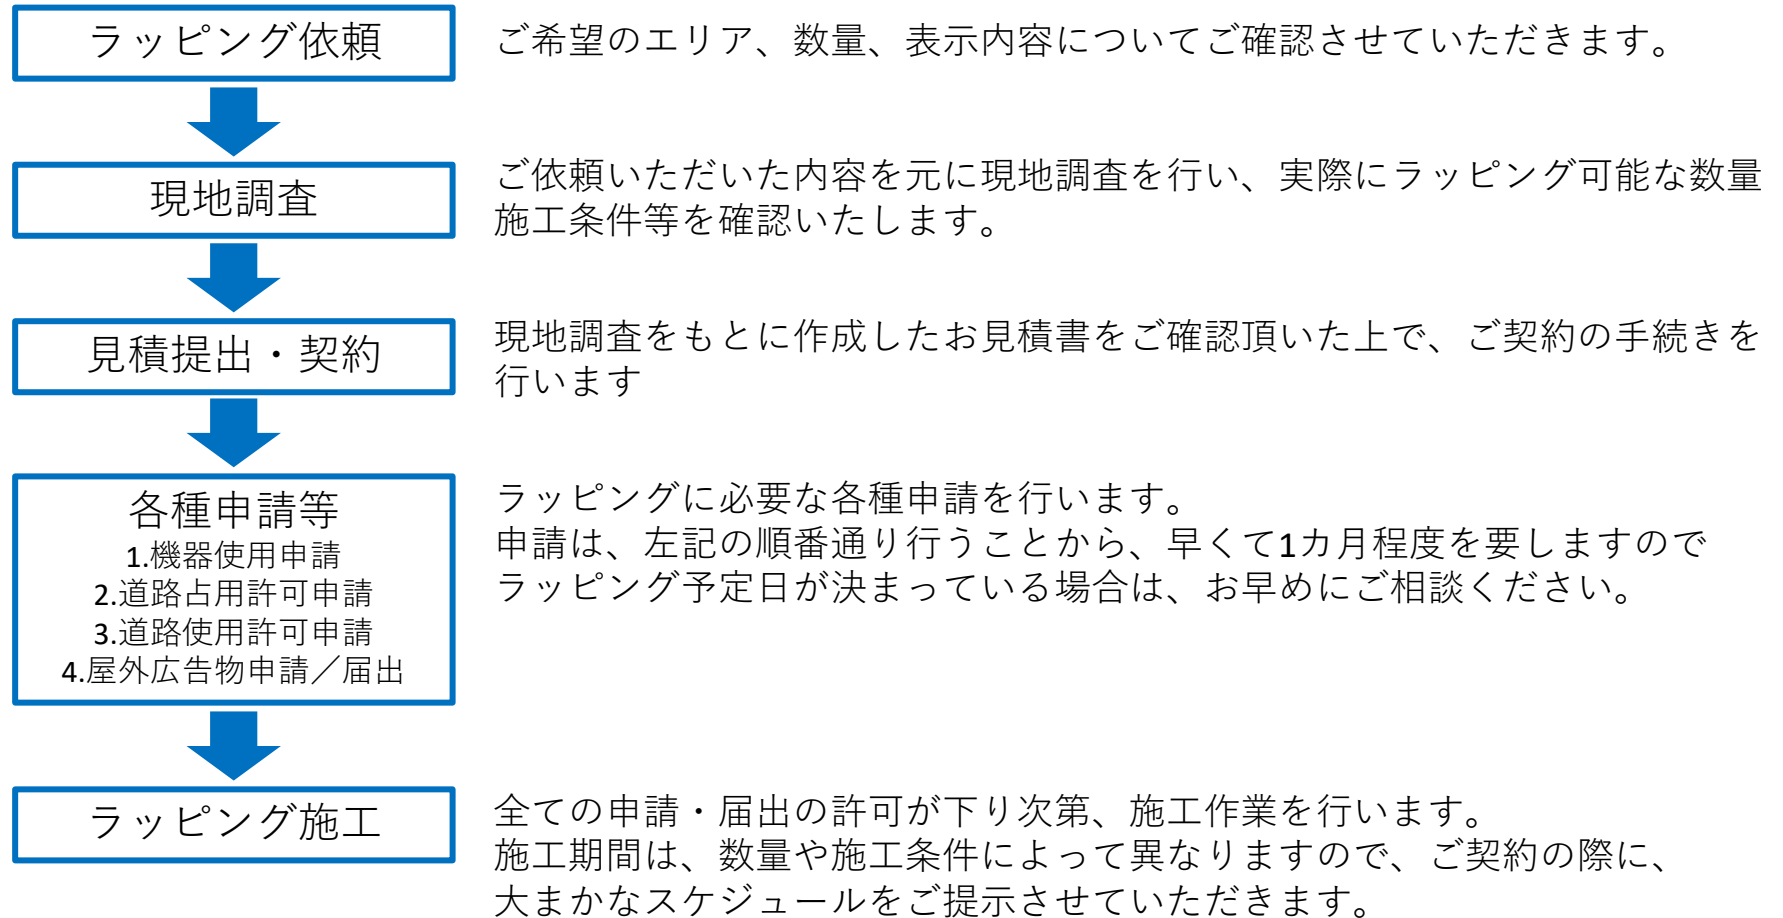 ラッピング依頼
ご希望のエリア、数量、表示内容についてご確認させていただきます。
現地調査
ご依頼いただいた内容を元に現地調査を行い、実際にラッピング可能な数量
施工条件等を確認いたします。
見積提出・契約
現地調査をもとに作成したお見積書をご確認頂いた上で、ご契約の手続きを
行います
各種申請等
1.機器使用申請
2.道路占用許可申請
3.道路使用許可申請
4.屋外広告物申請／届出
ラッピングに必要な各種申請を行います。
申請は、左記の順番通り行うことから、早くて1カ月程度を要しますので
ラッピング予定日が決まっている場合は、お早めにご相談ください。
ラッピング施工
全ての申請・届出の許可が下り次第、施工作業を行います。
施工期間は、数量や施工条件によって異なりますので、ご契約の際に、
大まかなスケジュールをご提示させていただきます。